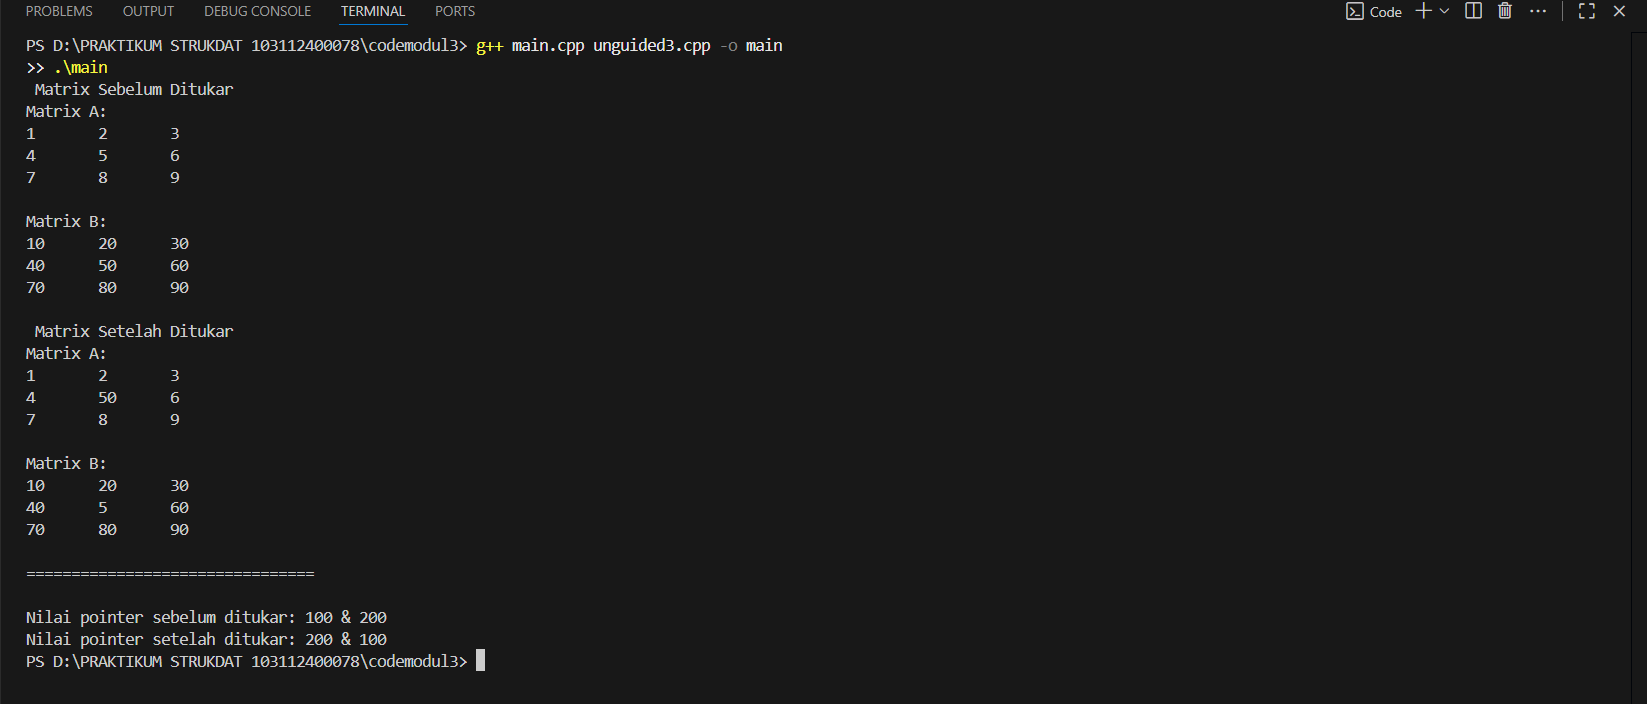 PROBLEMS OUTPUT DEBUG CONSOLE TERMINAL PORTS Code
PS D:\PRAKTIKUM STRUKDAT 103112400078\codemodul3> g++ main.cpp unguided3.cpp -o main
>> .\main
Matrix Sebelum Ditukar
Matrix A:
1 2 3
4 5 6
7 8 9
Matrix B:
10 20 30
40 50 60
70 80 90
Matrix Setelah Ditukar
Matrix A:
1 2 3
4 50 6
7 8 9
Matrix B:
10 20 30
40 5 60
70 80 90
================================
Nilai pointer sebelum ditukar: 100 & 200
Nilai pointer setelah ditukar: 200 & 100
PS D:\PRAKTIKUM STRUKDAT 103112400078\codemodul3>